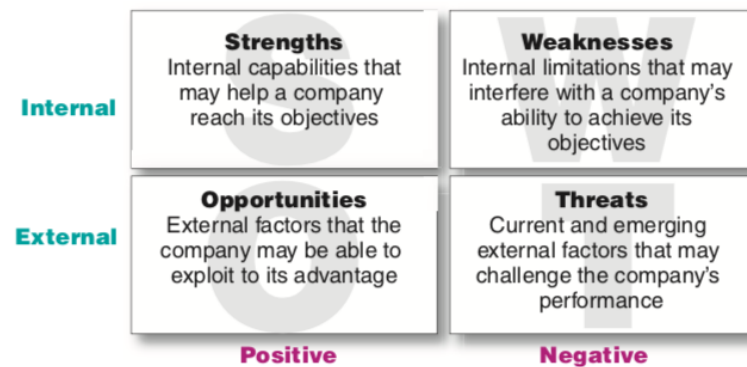 Strengths
Internal capabilities that
may help a company
reach its objectives
Weaknesses
Internal limitations that may
interfere with a company's
ability to achieve its
objectives
Internal
Opportunities
External factors that the
company may be able to
exploit to its advantage
Threats
Current and emerging
external factors that may
challenge the company's
performance
External
Positive
Negative
S
W
O
T